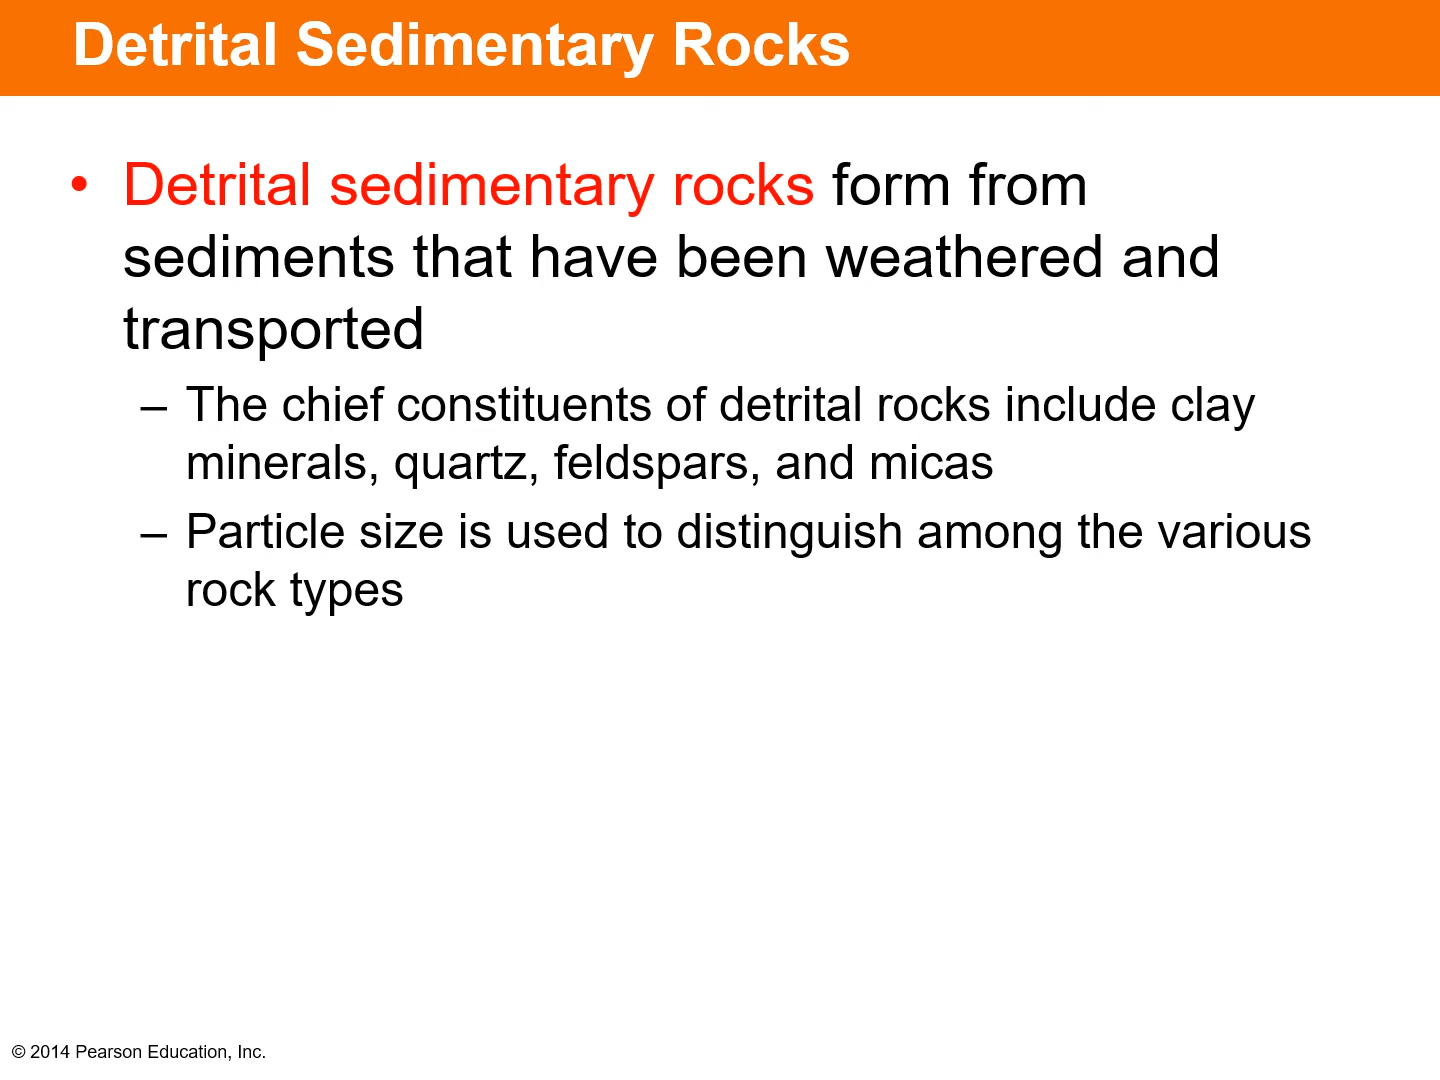 Detrital Sedimentary Rocks
• Detrital sedimentary rocks form from
sediments that have been weathered and
transported
– The chief constituents of detrital rocks include clay
minerals, quartz, feldspars, and micas
– Particle size is used to distinguish among the various
rock types
© 2014 Pearson Education, Inc.